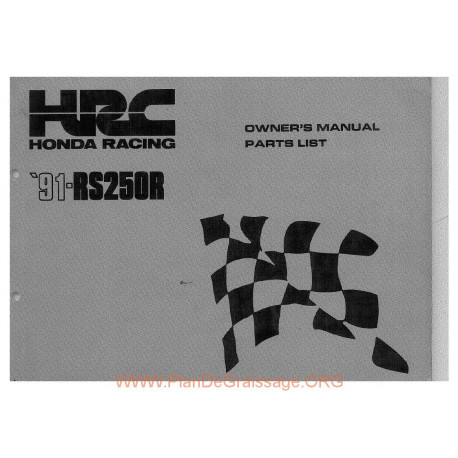 HRC
HONDA RACING
OWNER'S MANUAL
PARTS LIST
'91-RS250R
www.PlanDeGraissage.ORG